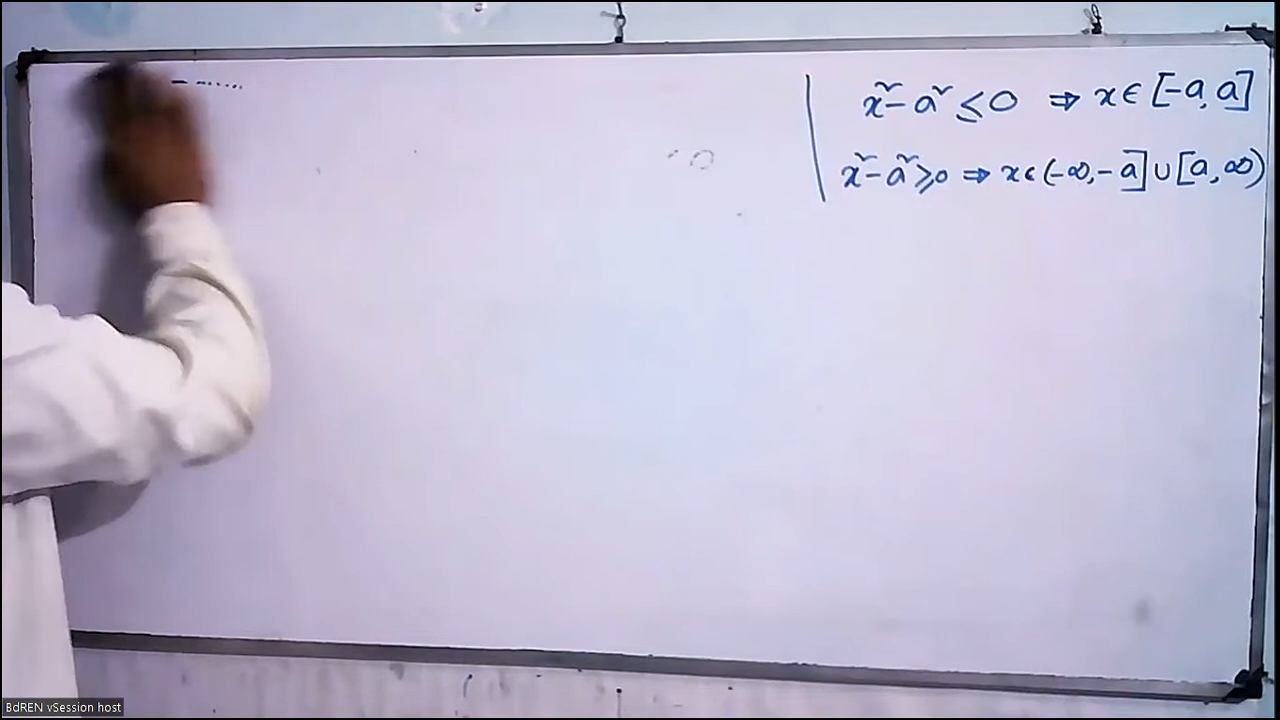 x² - a² ≤ 0 ⇒ x ∈ [-a, a]
x² - a² ≥ 0 ⇒ x ∈ (-∞, -a] ∪ [a, ∞)
BdREN vSession host